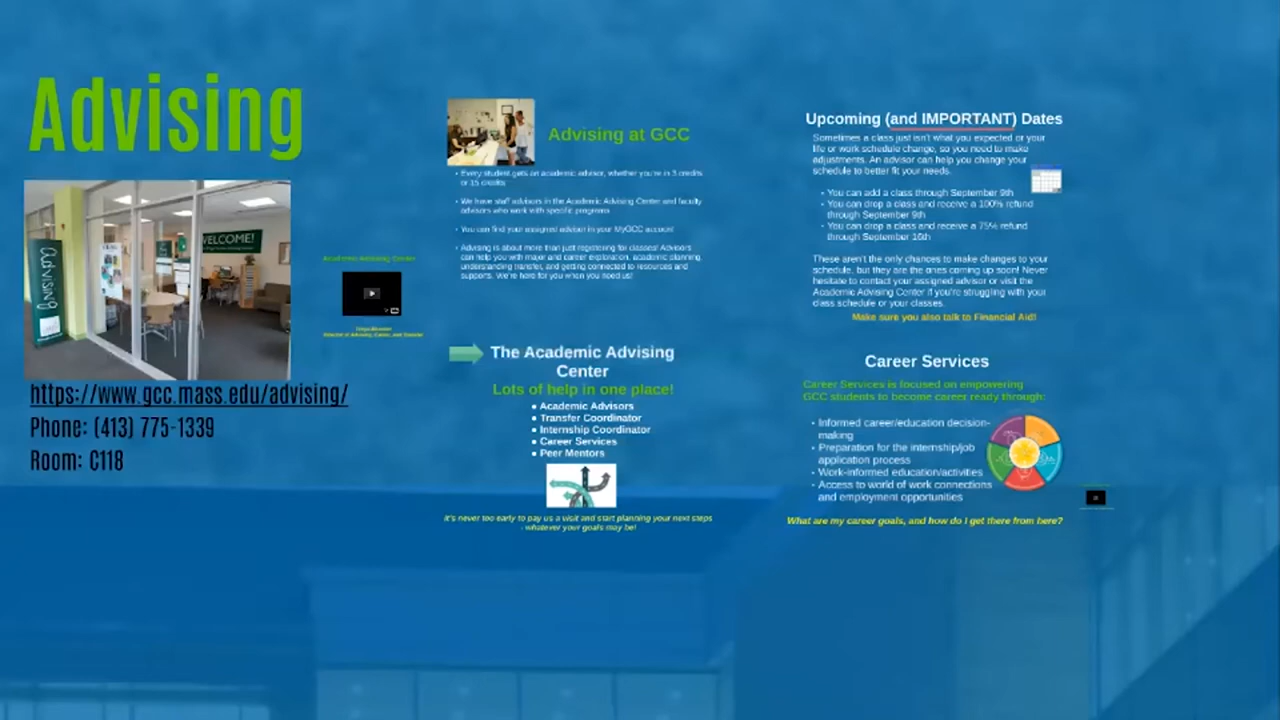 Advising
WELCOME!
advising
https://www.gcc.mass.edu/advising/
Phone: (413) 775-1339
Room: C118
Academic Advising Center
Director of Advising, Career, and Transfer
Advising at GCC
• Every student gets an academic advisor, whether you're in 3 credits
or 15 credits
• We have staff advisors in the Academic Advising Center and faculty
advisors who work with specific programs
• You can find your assigned advisor in your MyGCC account
• Advising is about more than just registering for classes! Advisors
can help you with major and career exploration, academic planning,
understanding transfer, and getting connected to resources and
supports. We're here for you when you need us!
The Academic Advising
Center
Lots of help in one place!
• Academic Advisors
• Transfer Coordinator
• Internship Coordinator
• Career Services
• Peer Mentors
It's never too early to pay us a visit and start planning your next steps
- whatever your goals may be!
Upcoming (and IMPORTANT) Dates
Sometimes a class just isn't what you expected or your
life or work schedule change, so you need to make
adjustments. An advisor can help you change your
schedule to better fit your needs.
• You can add a class through September 9th
• You can drop a class and receive a 100% refund
through September 9th
• You can drop a class and receive a 75% refund
through September 16th
These aren't the only chances to make changes to your
schedule, but they are the ones coming up soon! Never
hesitate to contact your assigned advisor or visit the
Academic Advising Center if you're struggling with your
class schedule or your classes.
Make sure you also talk to Financial Aid!
Career Services
Career Services is focused on empowering
GCC students to become career ready through:
• Informed career/education decision-
making
• Preparation for the internship/job
application process
• Work-informed education/activities
• Access to world of work connections
and employment opportunities
What are my career goals, and how do I get there from here?